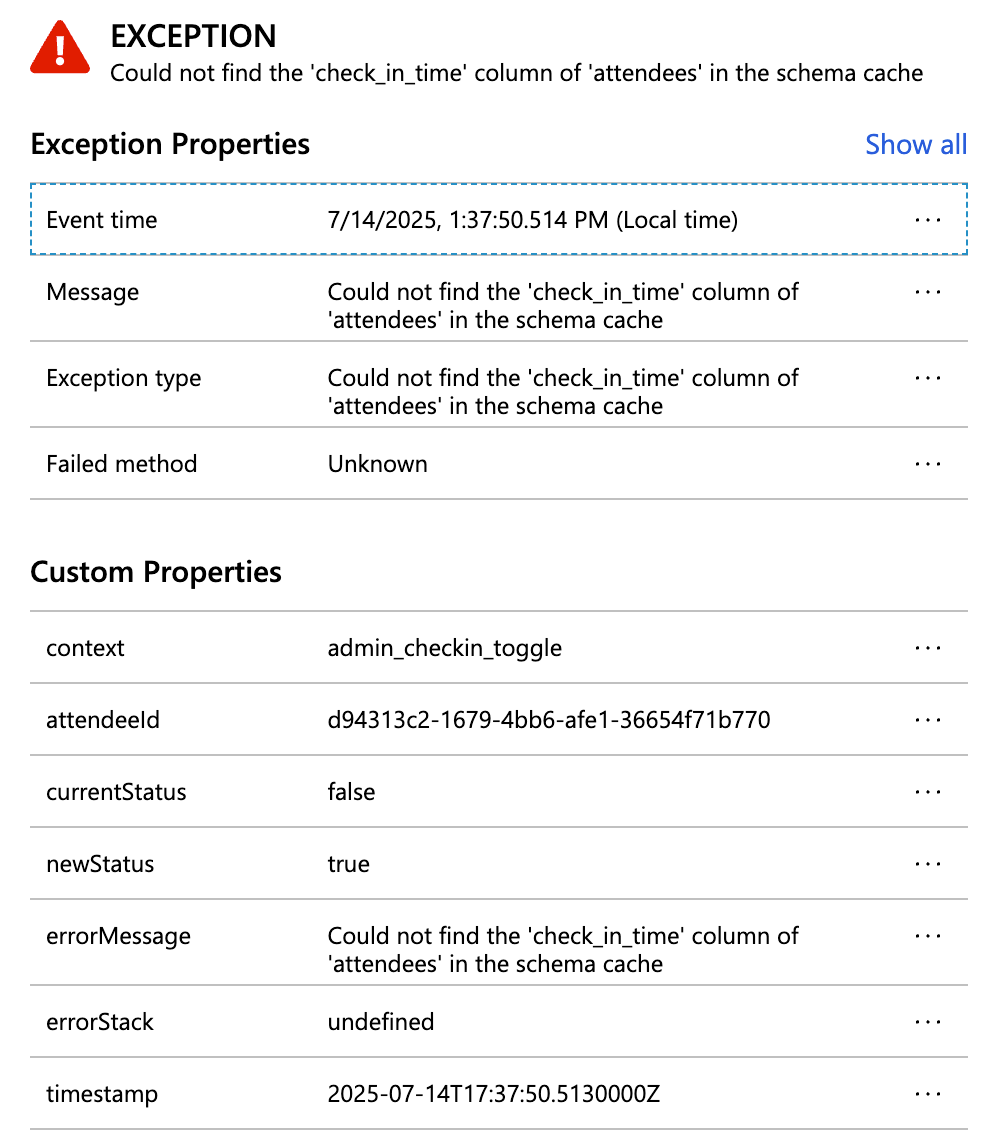 EXCEPTION
Could not find the 'check_in_time' column of 'attendees' in the schema cache
Exception Properties
Show all
Event time
7/14/2025, 1:37:50.514 PM (Local time)
···
Message
Could not find the 'check_in_time' column of
'attendees' in the schema cache
···
Exception type
Could not find the 'check_in_time' column of
'attendees' in the schema cache
···
Failed method
Unknown
···
Custom Properties
context
admin_checkin_toggle
···
attendeeId
d94313c2-1679-4bb6-afe1-36654f71b770
···
currentStatus
false
···
newStatus
true
···
errorMessage
Could not find the 'check_in_time' column of
'attendees' in the schema cache
···
errorStack
undefined
···
timestamp
2025-07-14T17:37:50.5130000Z
···